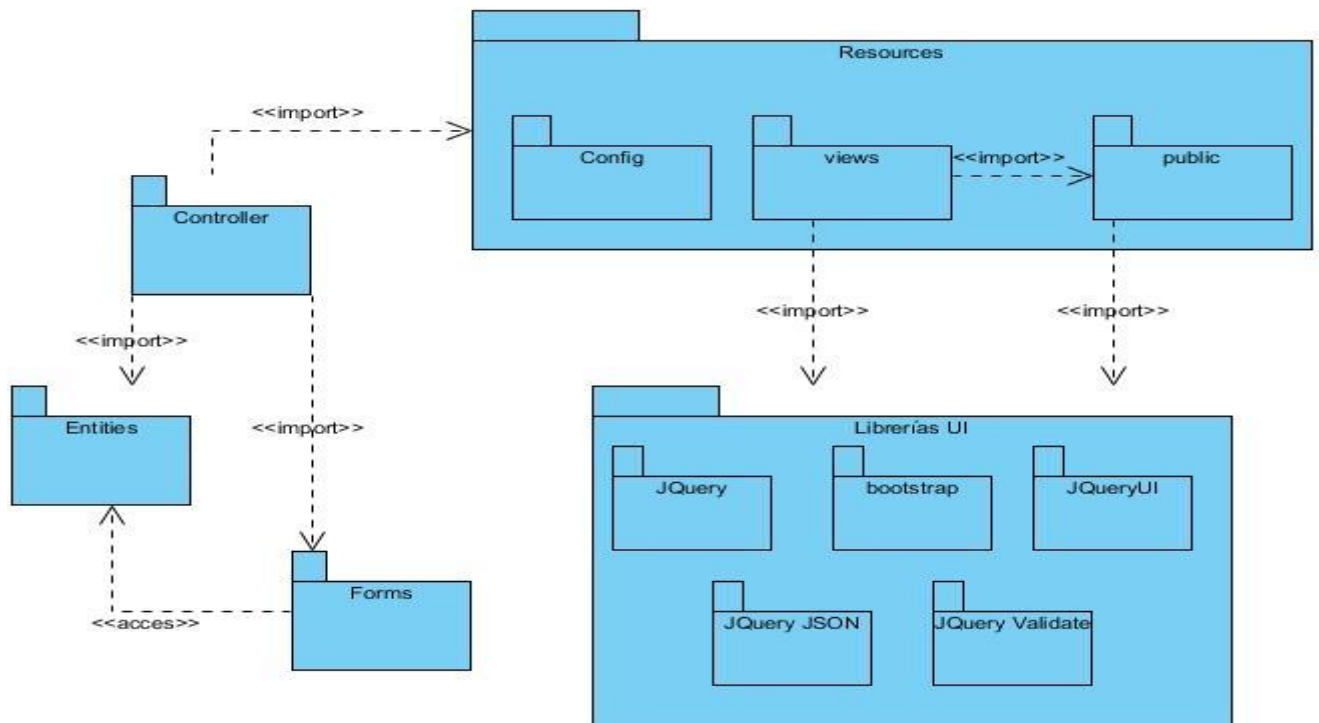 Resources
<<import>>
Config
views
<<import>>
public
Controller
<<import>>
<<import>>
<<import>>
Entities
<<import>>
Librerías UI
JQuery
bootstrap
JQueryUI
Forms
<<acces>>
JQuery JSON
JQuery Validate